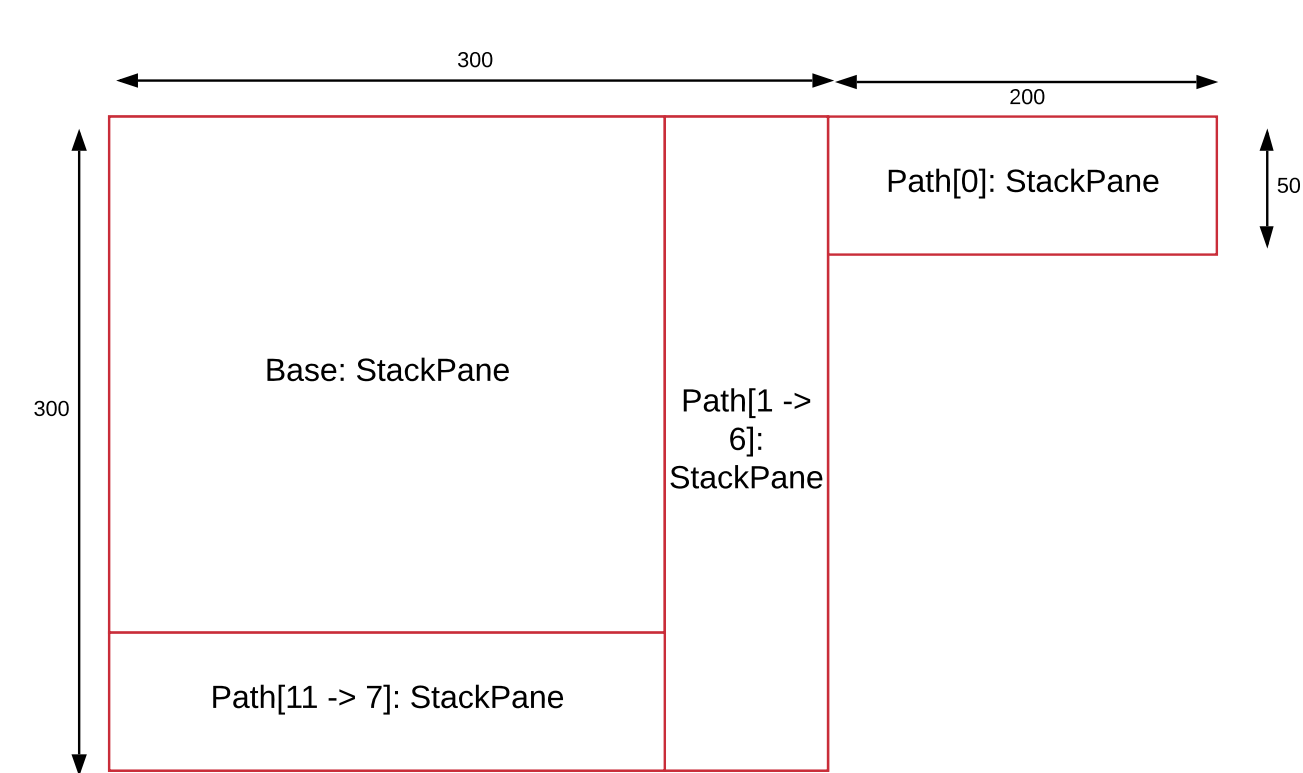 300
200
Path[0]: StackPane
50
Base: StackPane
300
Path[1 ->
6]:
StackPane
Path[11 -> 7]: StackPane